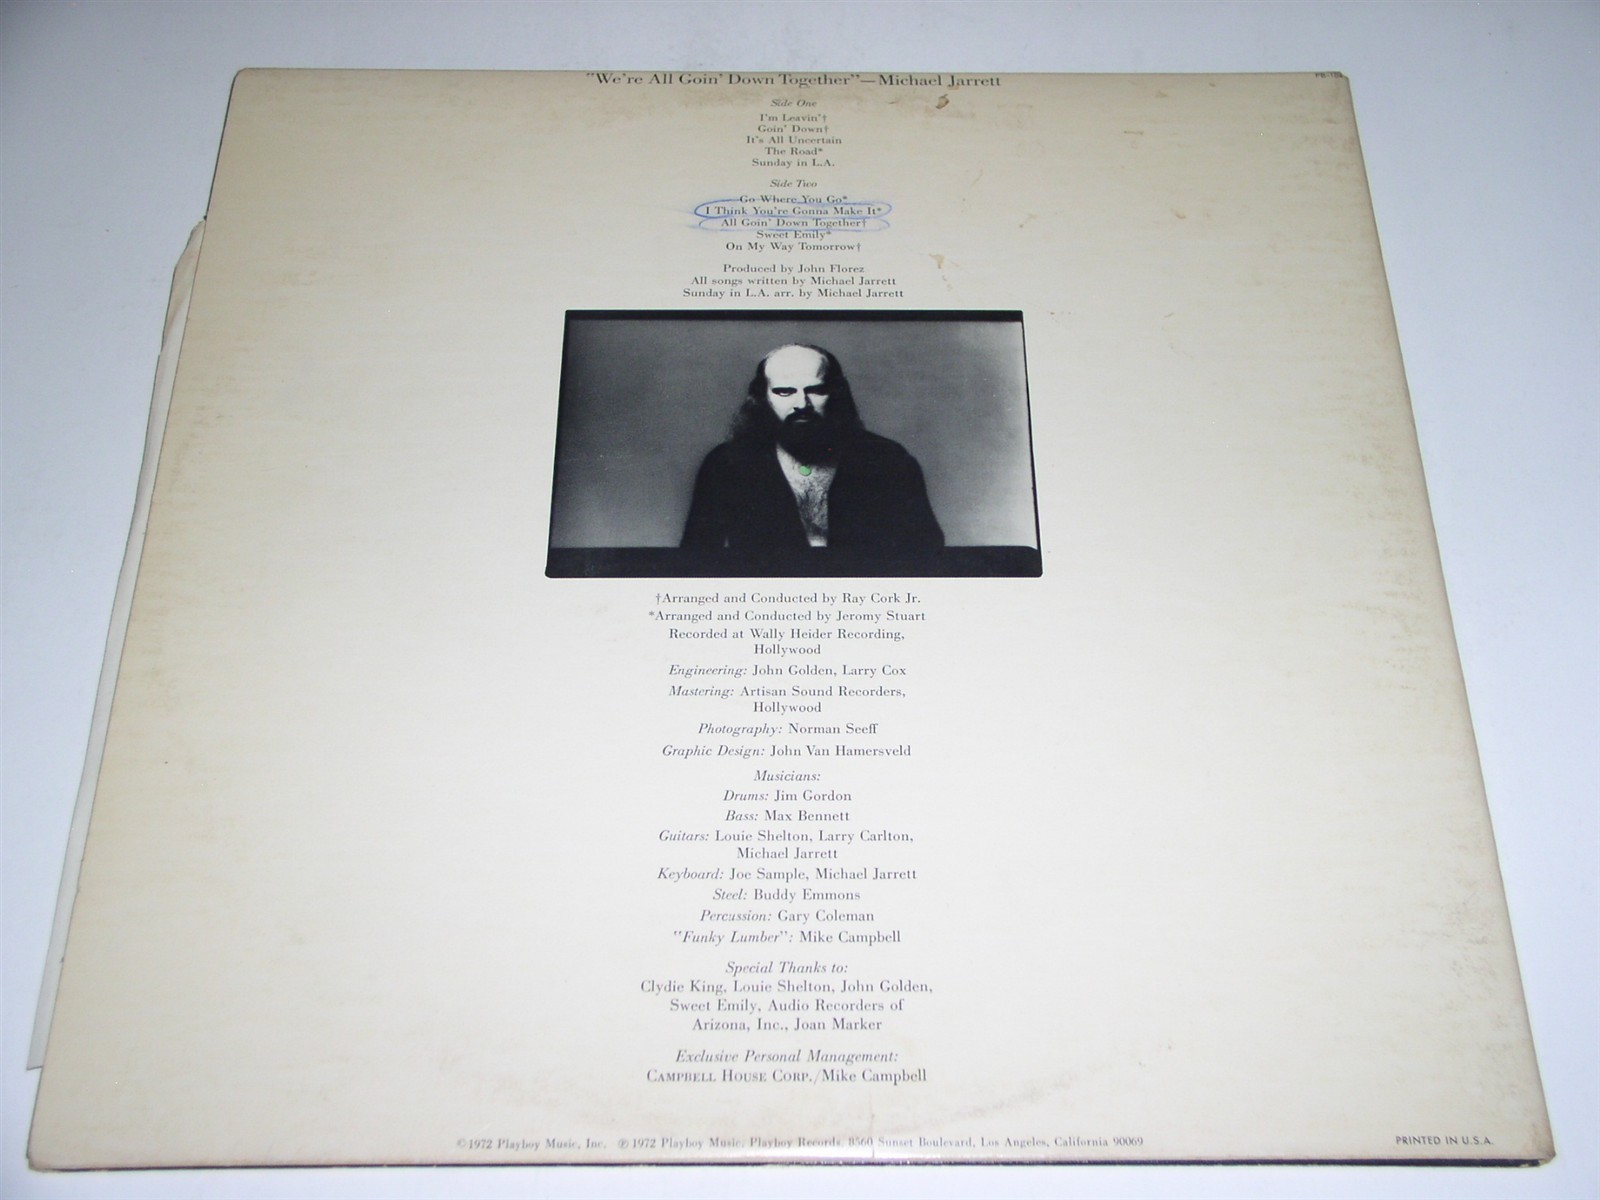 "We're All Goin' Down Together"—Michael Jarrett
Side One
I'm Leavin'†
Goin' Down†
It's All Uncertain
The Road*
Sunday in L.A.
Side Two
Go Where You Go*
I Think You're Gonna Make It*
All Goin' Down Together†
Sweet Emily*
On My Way Tomorrow†
Produced by John Florez
All songs written by Michael Jarrett
Sunday in L.A. arr. by Michael Jarrett
†Arranged and Conducted by Ray Cork Jr.
*Arranged and Conducted by Jeromy Stuart
Recorded at Wally Heider Recording,
Hollywood
Engineering: John Golden, Larry Cox
Mastering: Artisan Sound Recorders,
Hollywood
Photography: Norman Seeff
Graphic Design: John Van Hamersveld
Musicians:
Drums: Jim Gordon
Bass: Max Bennett
Guitars: Louie Shelton, Larry Carlton,
Michael Jarrett
Keyboard: Joe Sample, Michael Jarrett
Steel: Buddy Emmons
Percussion: Gary Coleman
"Funky Lumber": Mike Campbell
Special Thanks to:
Clydie King, Louie Shelton, John Golden,
Sweet Emily, Audio Recorders of
Arizona, Inc., Joan Marker
Exclusive Personal Management:
CAMPBELL HOUSE CORP./Mike Campbell
©1972 Playboy Music, Inc. ℗1972 Playboy Music. Playboy Records. 8560 Sunset Boulevard, Los Angeles, California 90069
PRINTED IN U.S.A.